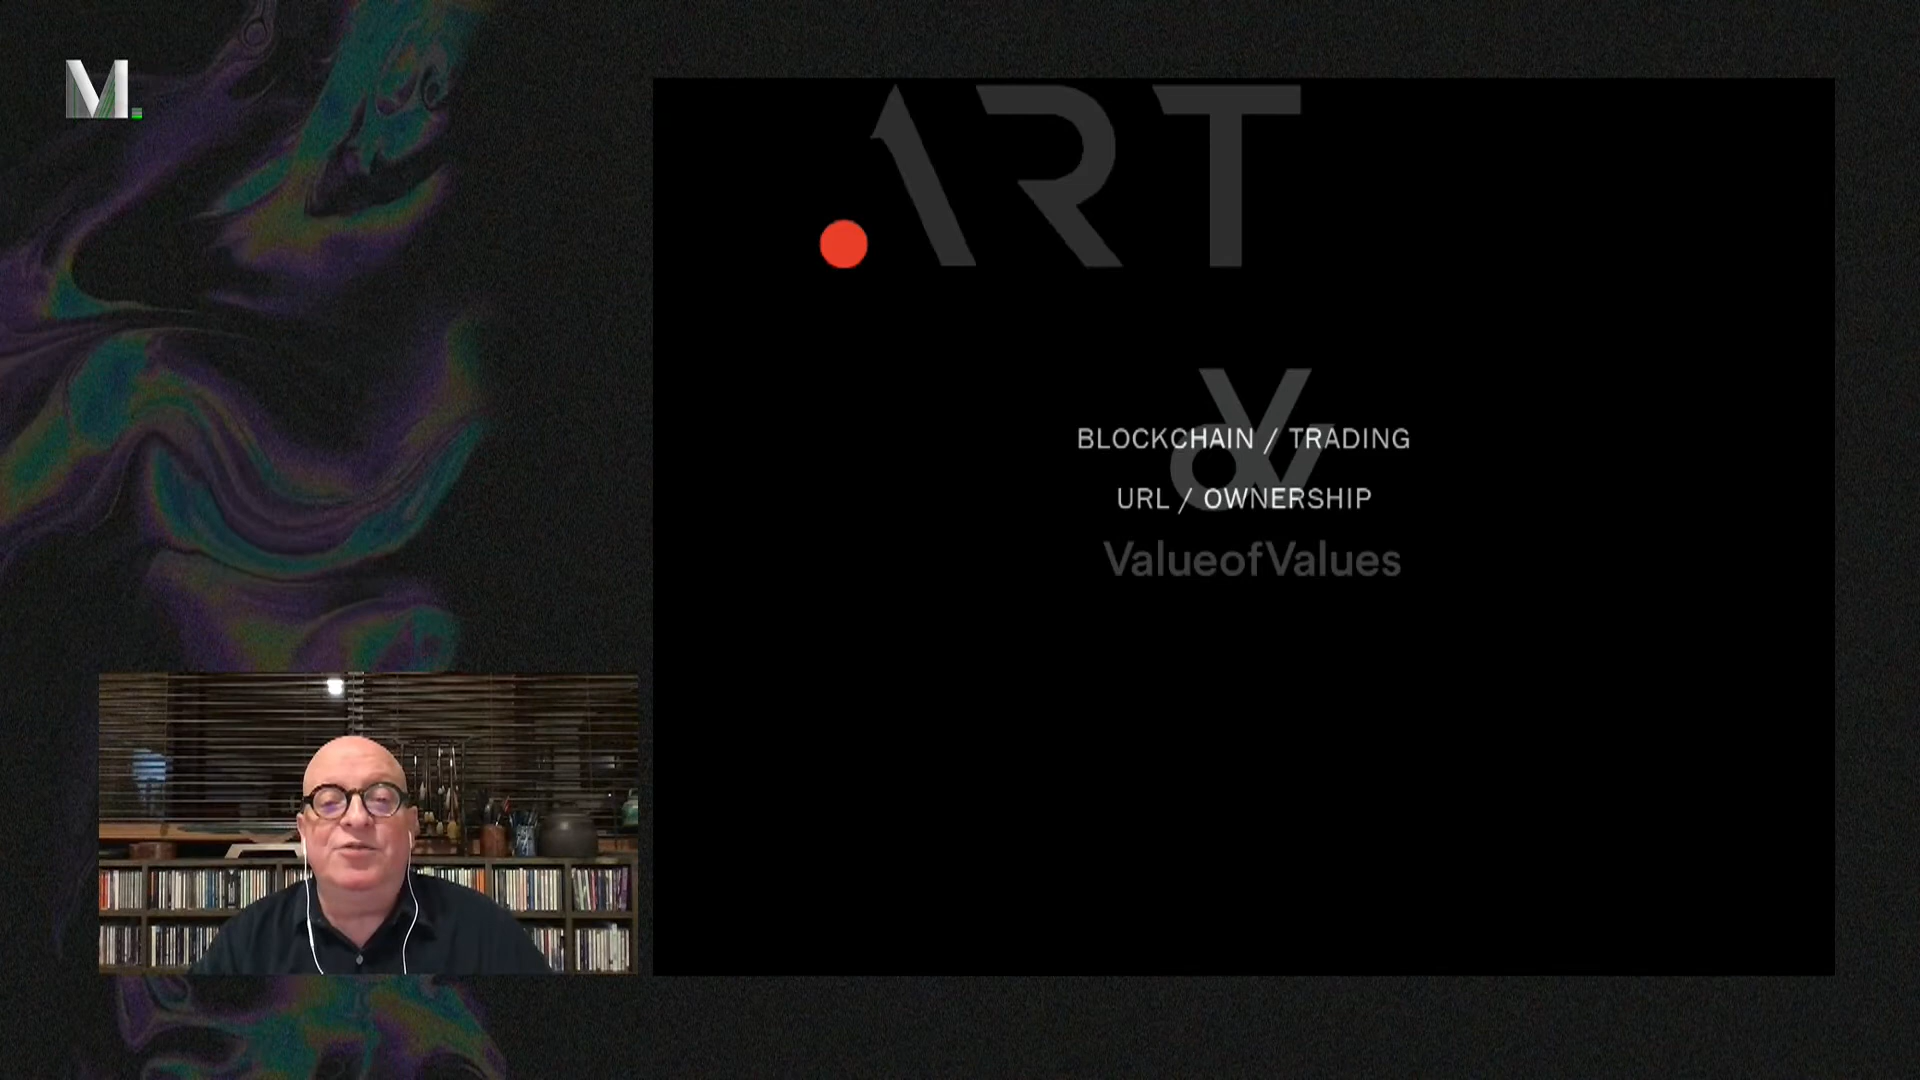 M.
ART
BLOCKCHAIN / TRADING
URL / OWNERSHIP
ValueofValues